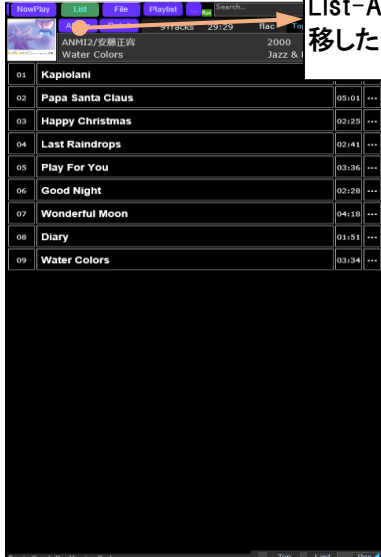 NowPlay List File Playlist ... Search..
List-A
移した
9Tracks 29:29 flac Top
ANMI2/安藤正容 2000
Water Colors Jazz &
01 Kapiolani
02 Papa Santa Claus 05:01 ...
03 Happy Christmas 02:25 ...
04 Last Raindrops 02:41 ...
05 Play For You 03:36 ...
06 Good Night 02:28 ...
07 Wonderful Moon 04:18 ...
08 Diary 01:51 ...
09 Water Colors 03:34 ...
Top Last